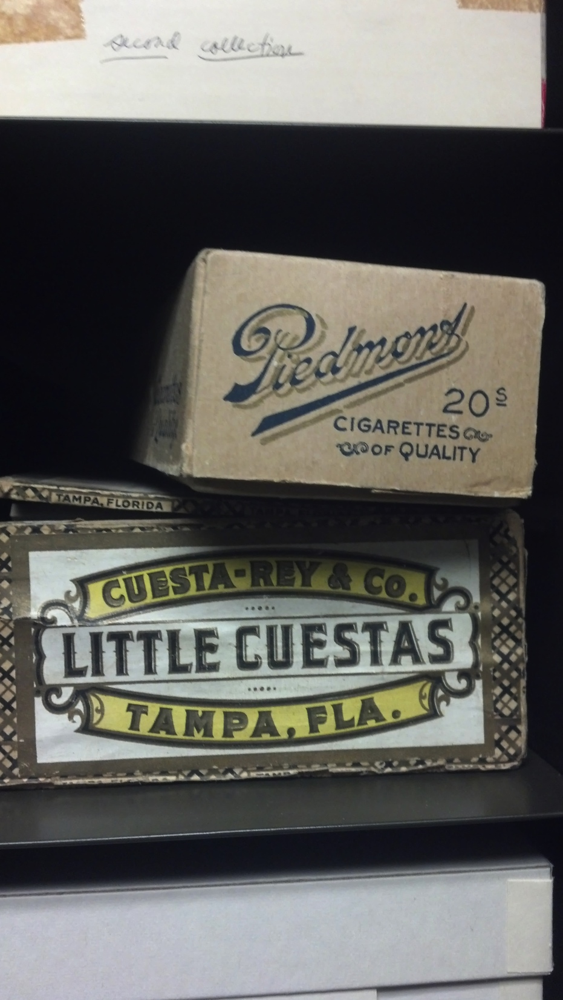 second collection
Piedmont
20s
CIGARETTES
OF QUALITY
TAMPA, FLORIDA
CUESTA-REY & CO.
LITTLE CUESTAS
TAMPA, FLA.